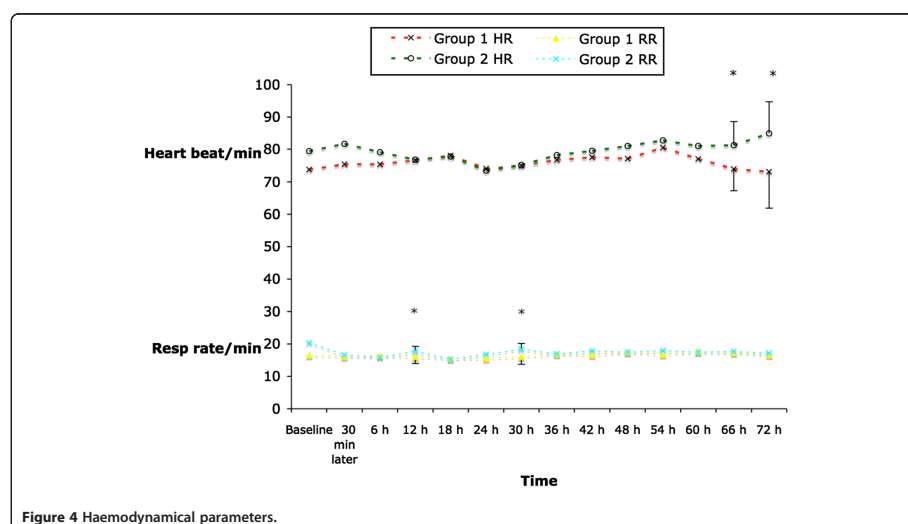 Group 1 HR Group 1 RR
Group 2 HR Group 2 RR
* *
100
90
Heart beat/min 80
70
60
50
40
30
* *
Resp rate/min 20
10
0
Baseline 30 min later 6 h 12 h 18 h 24 h 30 h 36 h 42 h 48 h 54 h 60 h 66 h 72 h
Time
Figure 4 Haemodynamical parameters.